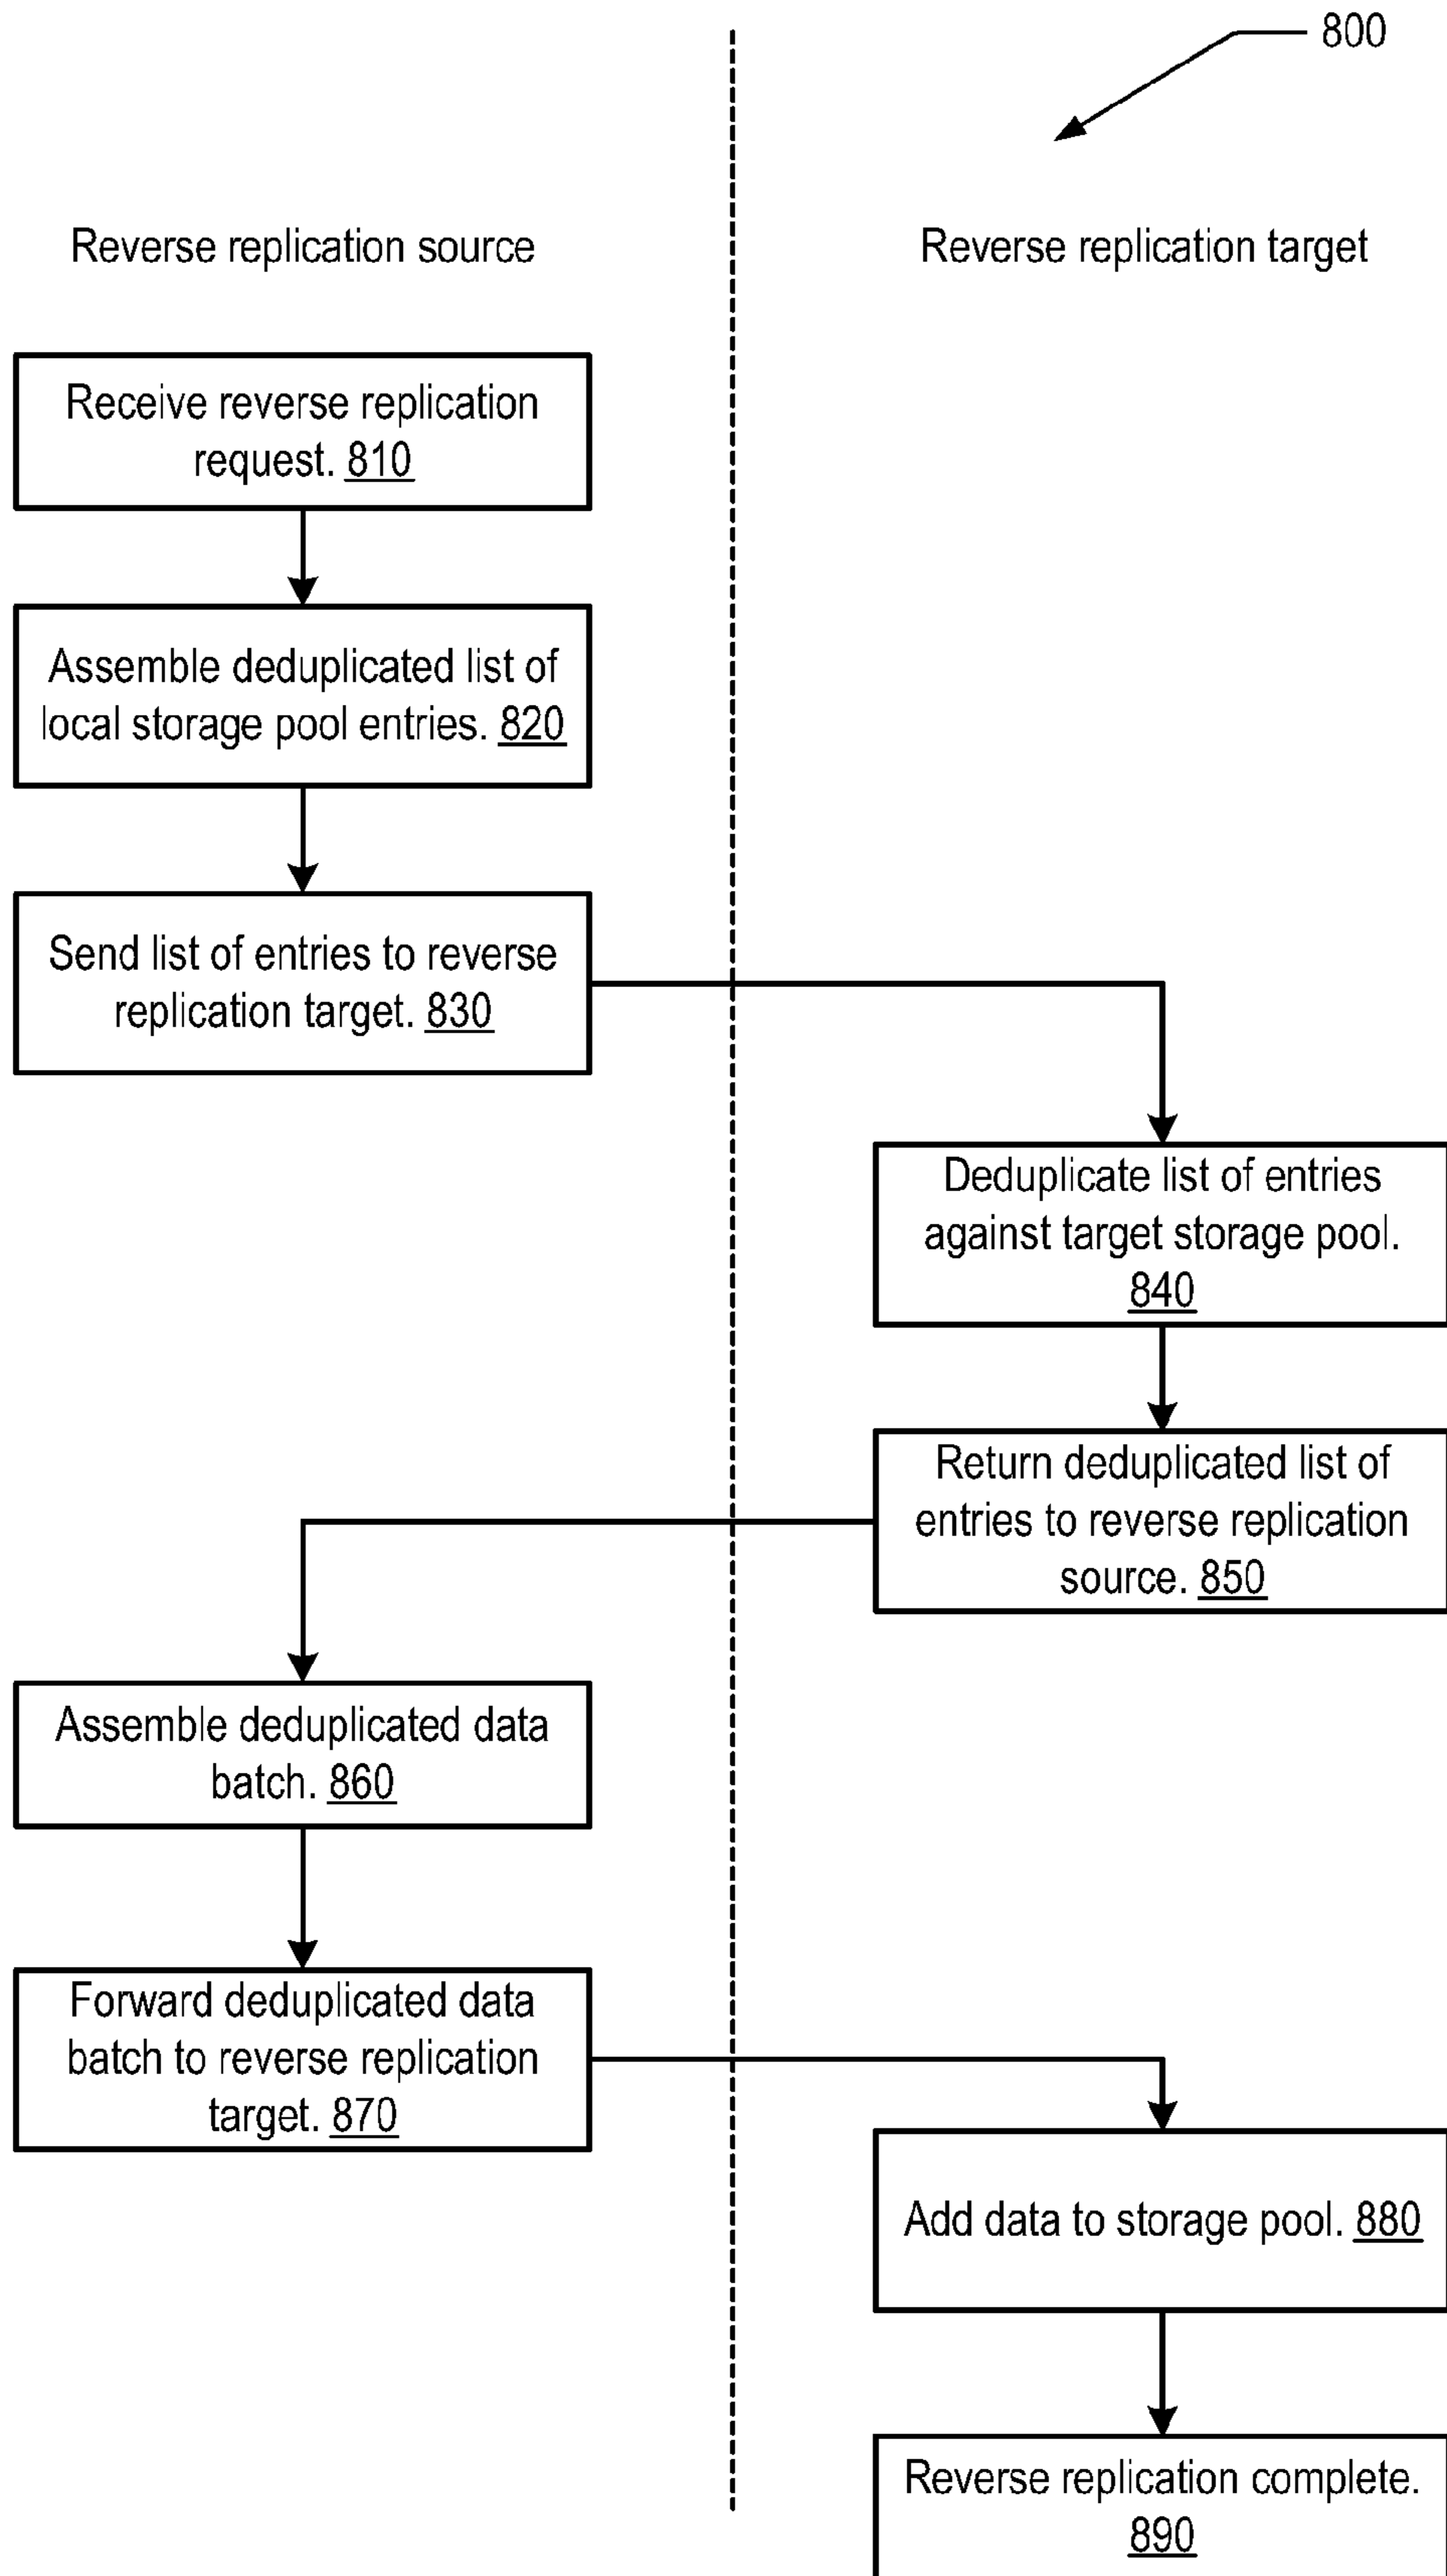 800
Reverse replication source
Reverse replication target
Receive reverse replication
request. 810
Assemble deduplicated list of
local storage pool entries. 820
Send list of entries to reverse
replication target. 830
Deduplicate list of entries
against target storage pool.
840
Return deduplicated list of
entries to reverse replication
source. 850
Assemble deduplicated data
batch. 860
Forward deduplicated data
batch to reverse replication
target. 870
Add data to storage pool. 880
Reverse replication complete.
890